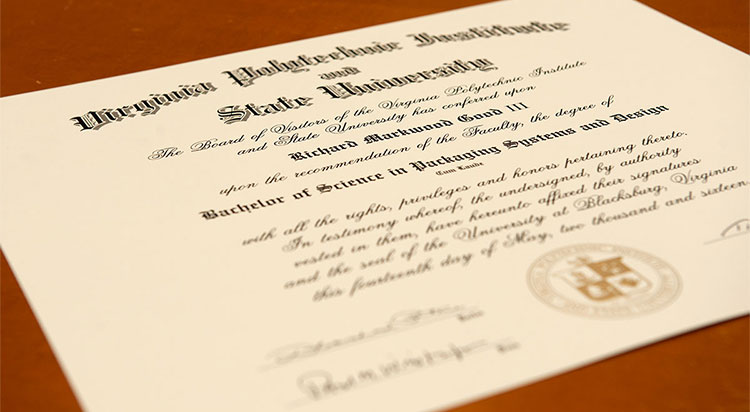 Virginia Polytechnic Institute
and
State University
The Board of Visitors of the Virginia Polytechnic Institute
and State University has conferred upon
Richard Markwood Good III
upon the recommendation of the Faculty, the degree of
Bachelor of Science in Packaging Systems and Design
Cum Laude
with all the rights, privileges and honors pertaining thereto.
In testimony whereof, the undersigned, by authority
vested in them, have hereunto affixed their signatures
and the seal of the University at Blacksburg, Virginia
this fourteenth day of May, two thousand and sixteen